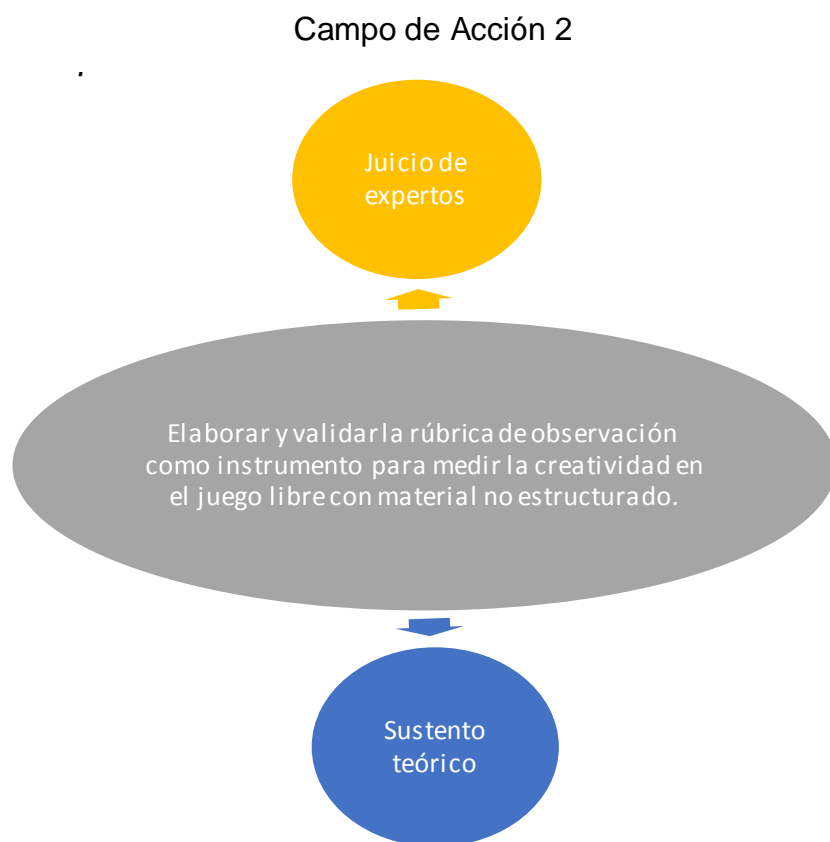 Campo de Acción 2
.
Juicio de
expertos
Elaborar y validar la rúbrica de observación
como instrumento para medir la creatividad en
el juego libre con material no estructurado.
Sustento
teórico